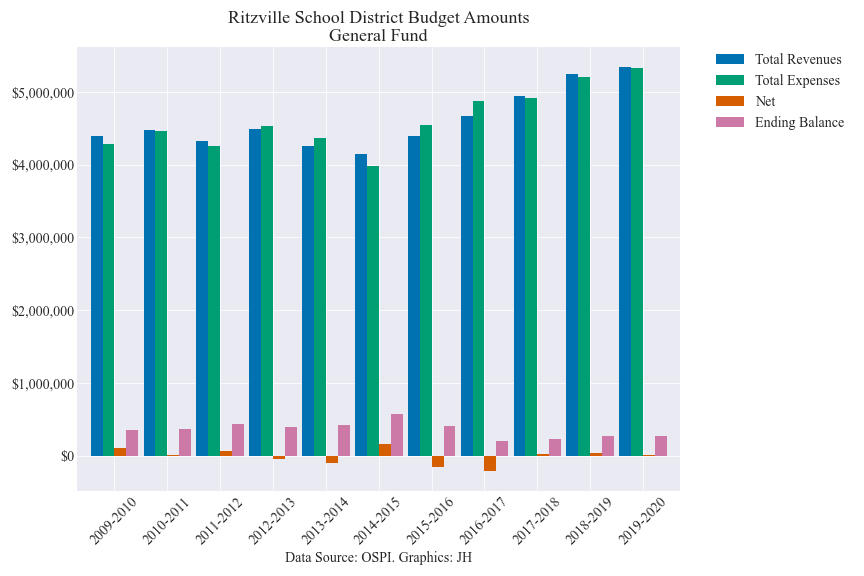 Ritzville School District Budget Amounts
General Fund
Total Revenues
Total Expenses
Net
Ending Balance
$5,000,000
$4,000,000
$3,000,000
$2,000,000
$1,000,000
$0
2009-2010
2010-2011
2011-2012
2012-2013
2013-2014
2014-2015
2015-2016
2016-2017
2017-2018
2018-2019
2019-2020
Data Source: OSPI. Graphics: JH